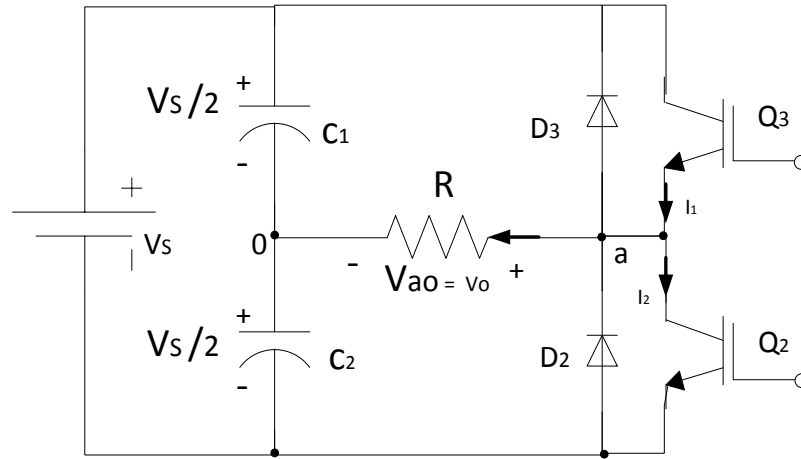 +
Vs/2
C1
-
D3
Q3
+
Vs
-
0
R
I1
-
Vao = Vo
+
a
I2
+
Vs/2
C2
-
D2
Q2